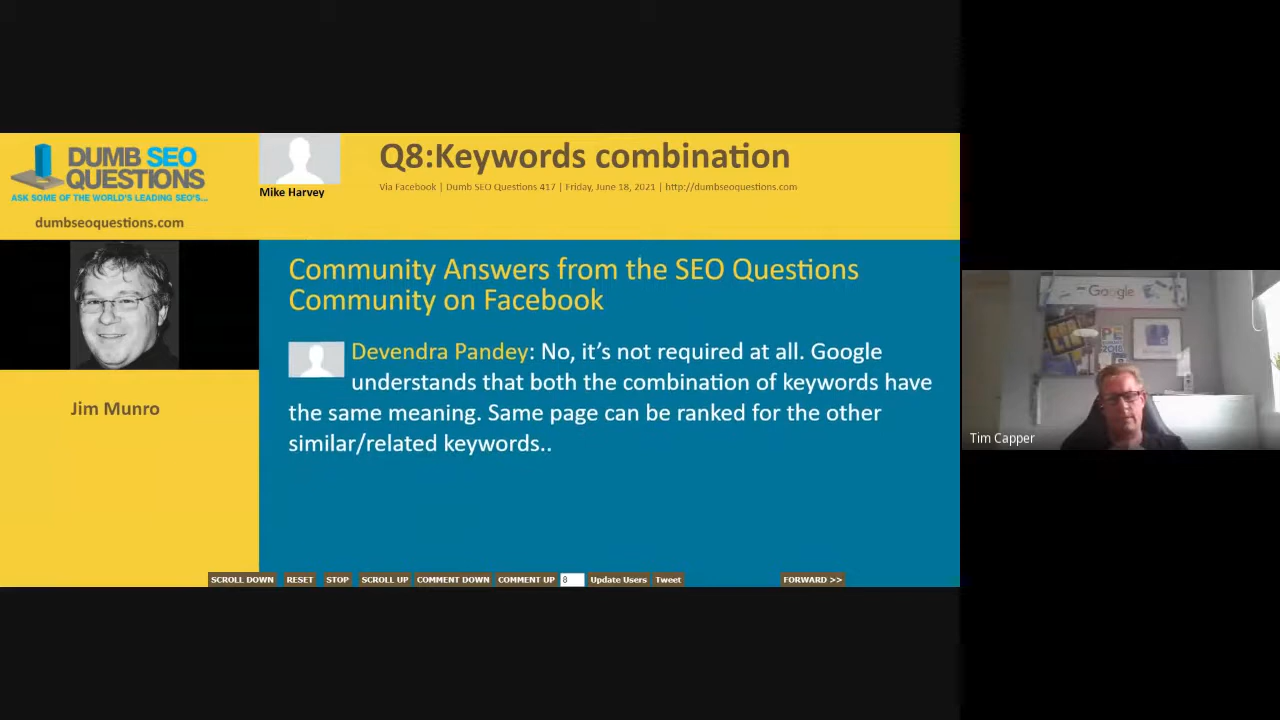 DUMB SEO
QUESTIONS
ASK SOME OF THE WORLD'S LEADING SEO'S...
dumbseoquestions.com
Mike Harvey
Q8:Keywords combination
Via Facebook | Dumb SEO Questions 417 | Friday, June 18, 2021 | http://dumbseoquestions.com
Jim Munro
Community Answers from the SEO Questions
Community on Facebook
Devendra Pandey: No, it’s not required at all. Google
understands that both the combination of keywords have
the same meaning. Same page can be ranked for the other
similar/related keywords..
Google
Tim Capper
SCROLL DOWN RESET STOP SCROLL UP COMMENT DOWN COMMENT UP 8 Update Users Tweet FORWARD >>